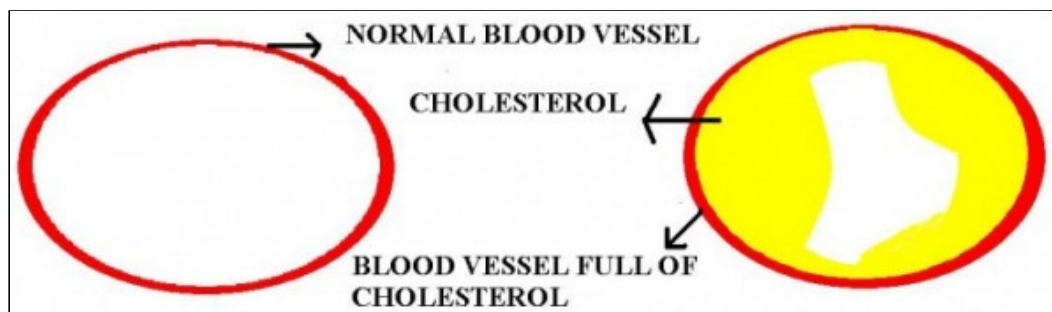 NORMAL BLOOD VESSEL
CHOLESTEROL
BLOOD VESSEL FULL OF
CHOLESTEROL